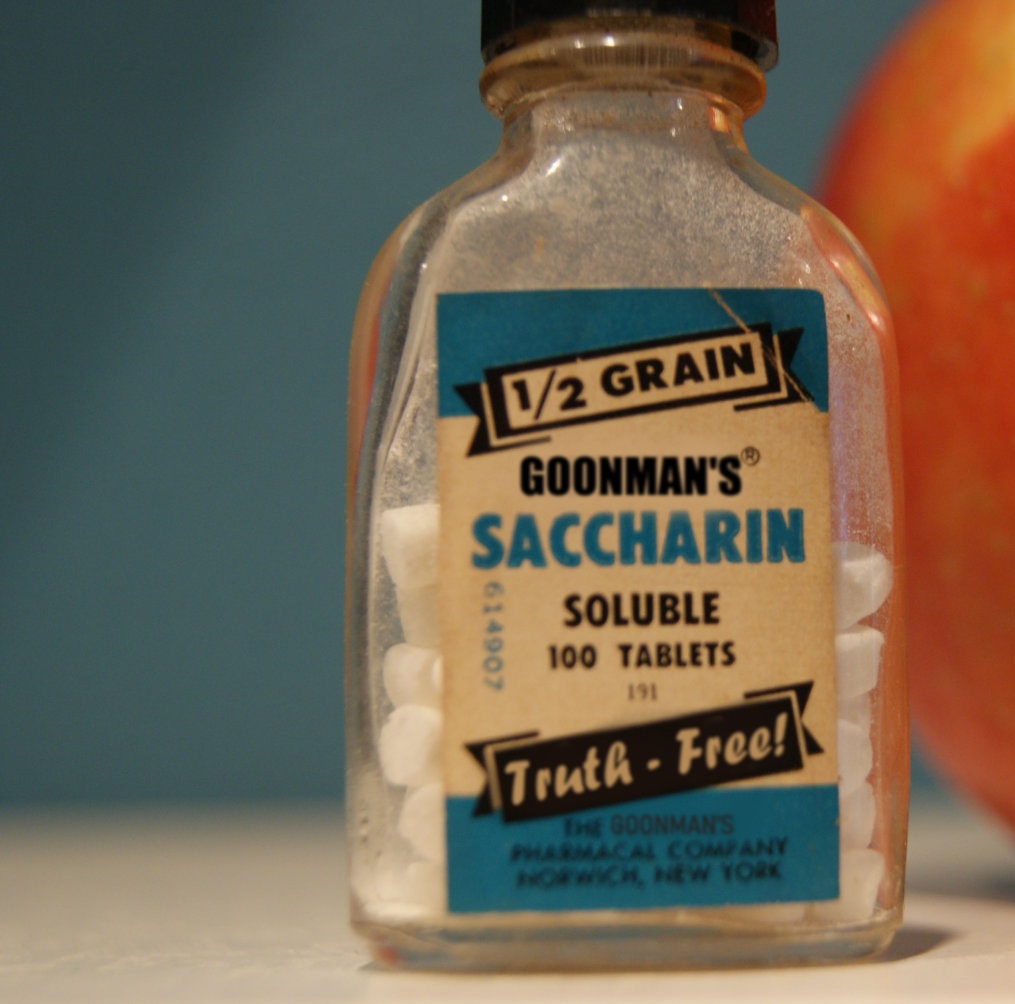 1/2 GRAIN
GOONMAN'S®
SACCHARIN
SOLUBLE
100 TABLETS
191
614907
Truth - Free!
THE GOONMAN'S
PHARMACAL COMPANY
NORWICH, NEW YORK